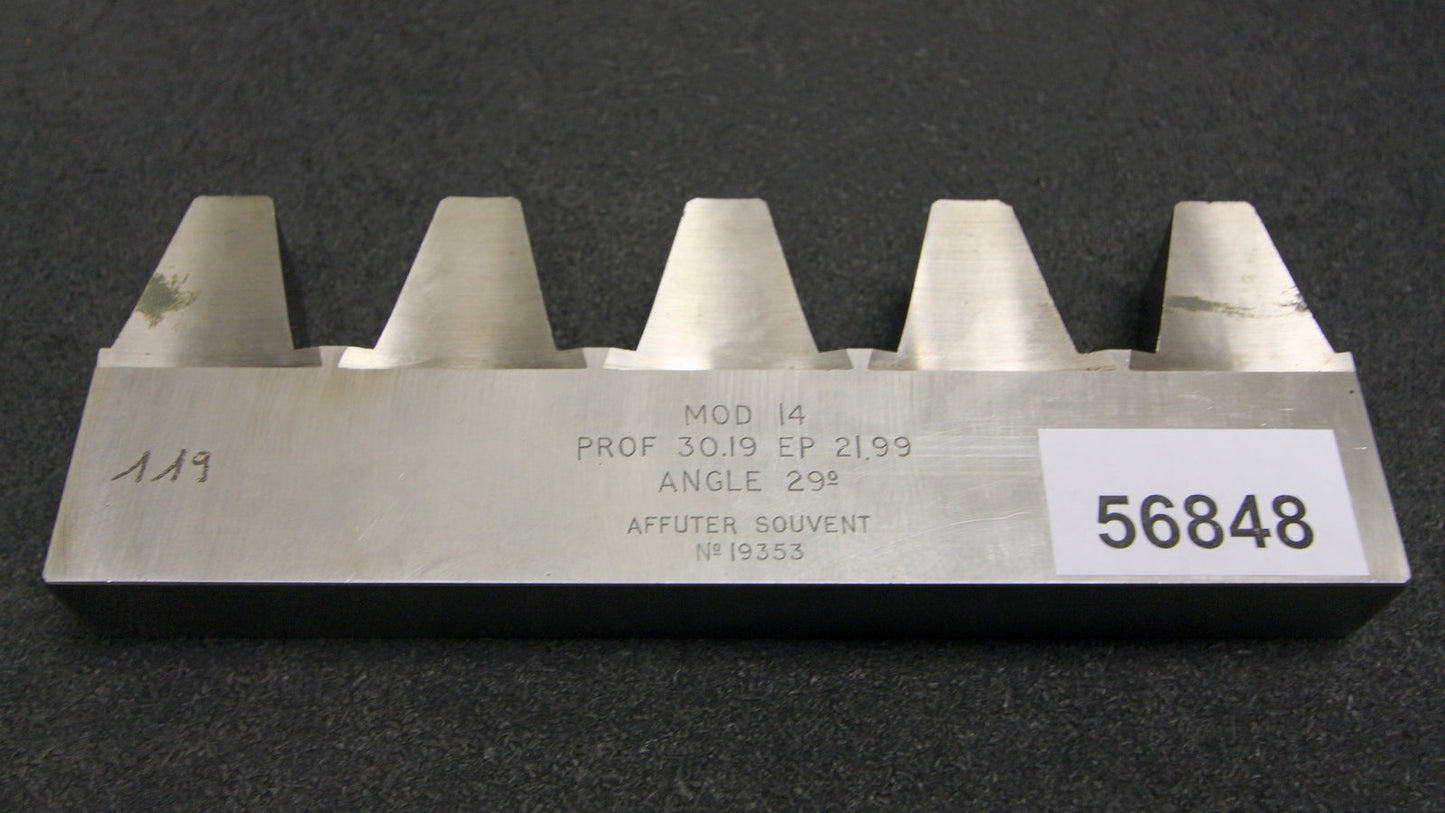 MOD 14
PROF 30.19 EP 21.99
ANGLE 29º
AFFUTER SOUVENT
Nº 19353
119
56848